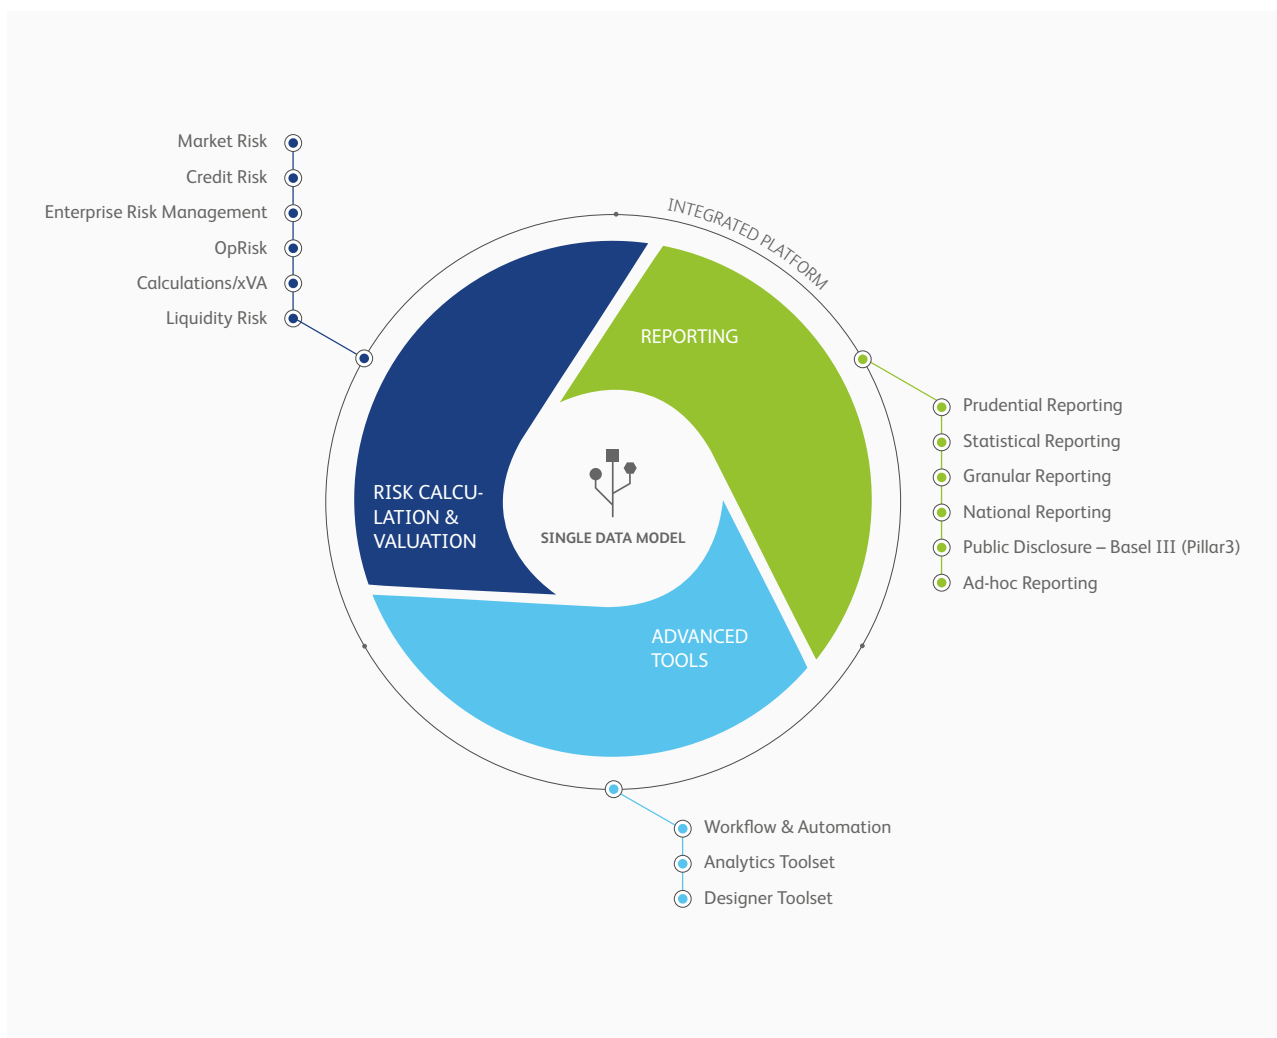 Market Risk
Credit Risk
Enterprise Risk Management
OpRisk
Calculations/xVA
Liquidity Risk
INTEGRATED PLATFORM
REPORTING
RISK CALCU-
LATION &
VALUATION
SINGLE DATA MODEL
ADVANCED
TOOLS
Prudential Reporting
Statistical Reporting
Granular Reporting
National Reporting
Public Disclosure – Basel III (Pillar3)
Ad-hoc Reporting
Workflow & Automation
Analytics Toolset
Designer Toolset